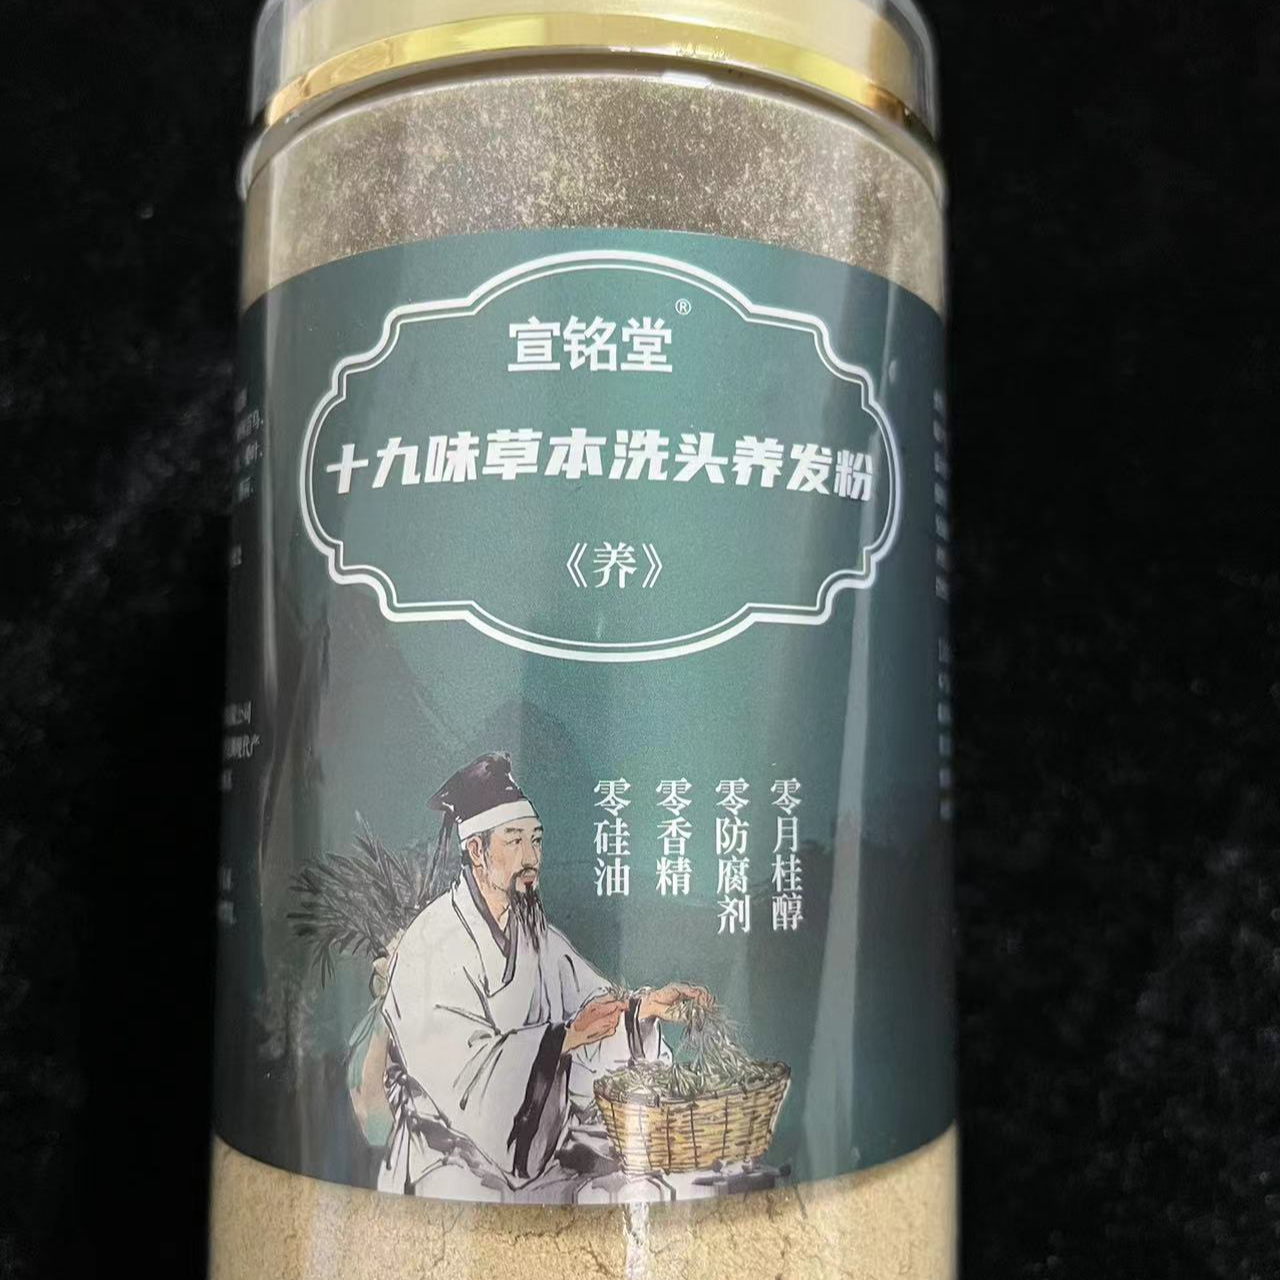 宣铭堂®
十九味草本洗头养发粉
《养》
零月桂醇
零防腐剂
零香精
零硅油